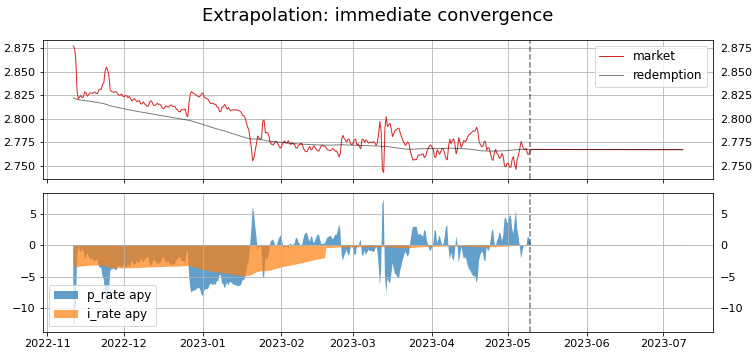 Extrapolation: immediate convergence
2.875 2.875
2.850 2.850
2.825 2.825
2.800 2.800
2.775 2.775
2.750 2.750
market
redemption
5 5
0 0
−5 −5
−10 −10
p_rate apy
i_rate apy
2022-11 2022-12 2023-01 2023-02 2023-03 2023-04 2023-05 2023-06 2023-07